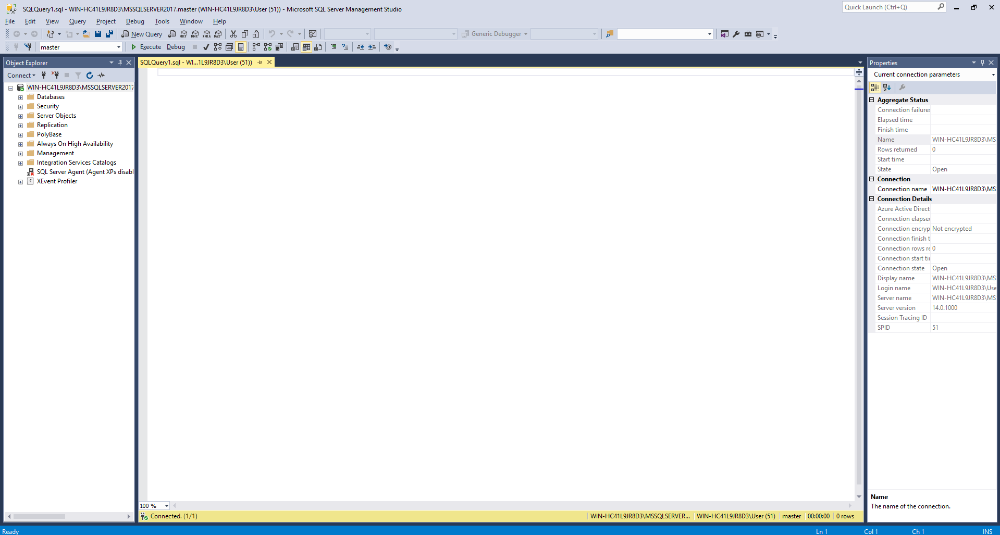 SQLQuery1.sql - WIN-HC41L9JR8D3\MSSQLSERVER2017.master (WIN-HC41L9JR8D3\User (51)) - Microsoft SQL Server Management Studio
Quick Launch (Ctrl+Q)
File Edit View Query Project Debug Tools Window Help
New Query MDX DMX XMLA DAX Generic Debugger
master Execute Debug
Object Explorer
Connect
WIN-HC41L9JR8D3\MSSQLSERVER2017
Databases
Security
Server Objects
Replication
PolyBase
Always On High Availability
Management
Integration Services Catalogs
SQL Server Agent (Agent XPs disabl
XEvent Profiler
SQLQuery1.sql - WI...1L9JR8D3\User (51))
100 %
Connected. (1/1)
WIN-HC41L9JR8D3\MSSQLSERVER... WIN-HC41L9JR8D3\User (51) master 00:00:00 0 rows
Properties
Current connection parameters
Aggregate Status
Connection failures
Elapsed time
Finish time
Name WIN-HC41L9JR8D3\MS
Rows returned 0
Start time
State Open
Connection
Connection name WIN-HC41L9JR8D3\MS
Connection Details
Azure Active Direct
Connection elapsed
Connection encryp Not encrypted
Connection finish t
Connection rows re 0
Connection start ti
Connection state Open
Display name WIN-HC41L9JR8D3\MS
Login name WIN-HC41L9JR8D3\Use
Server name WIN-HC41L9JR8D3\MS
Server version 14.0.1000
Session Tracing ID
SPID 51
Name
The name of the connection.
Ready Ln 1 Col 1 Ch 1 INS